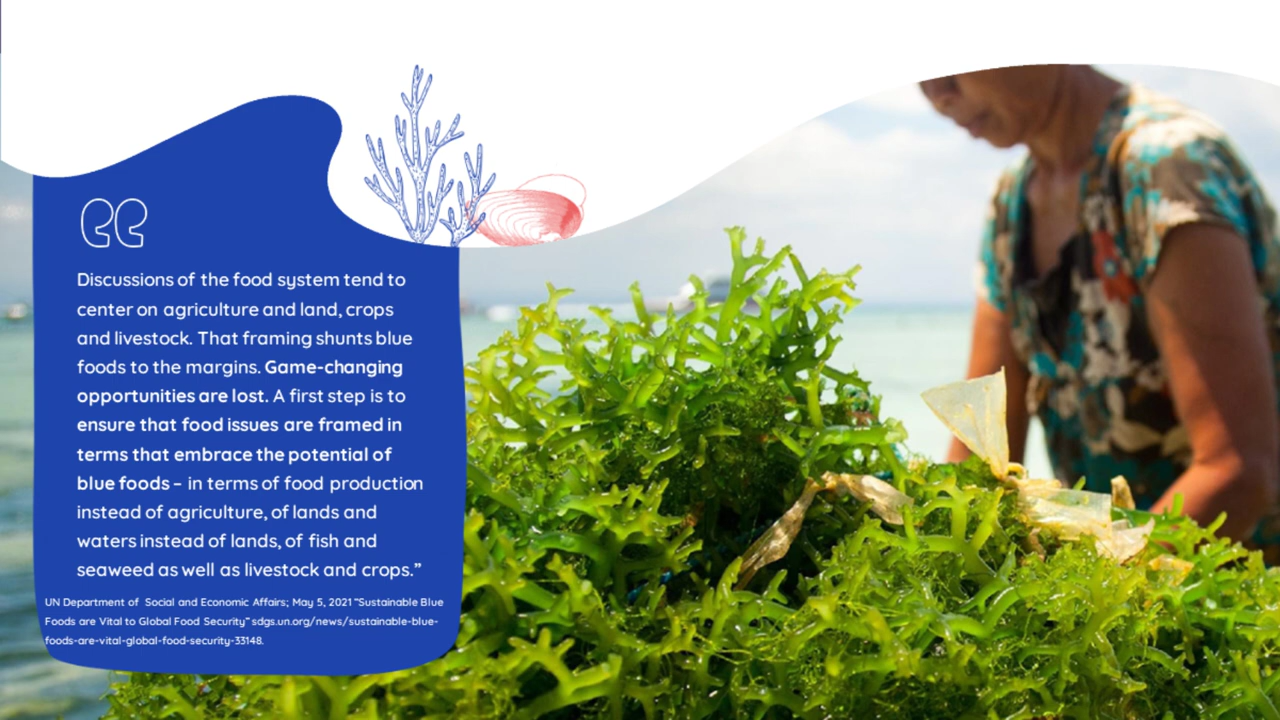 Discussions of the food system tend to
center on agriculture and land, crops
and livestock. That framing shunts blue
foods to the margins. Game-changing
opportunities are lost. A first step is to
ensure that food issues are framed in
terms that embrace the potential of
blue foods – in terms of food production
instead of agriculture, of lands and
waters instead of lands, of fish and
seaweed as well as livestock and crops.”
UN Department of Social and Economic Affairs; May 5, 2021 “Sustainable Blue
Foods are Vital to Global Food Security” sdgs.un.org/news/sustainable-blue-
foods-are-vital-global-food-security-33148.